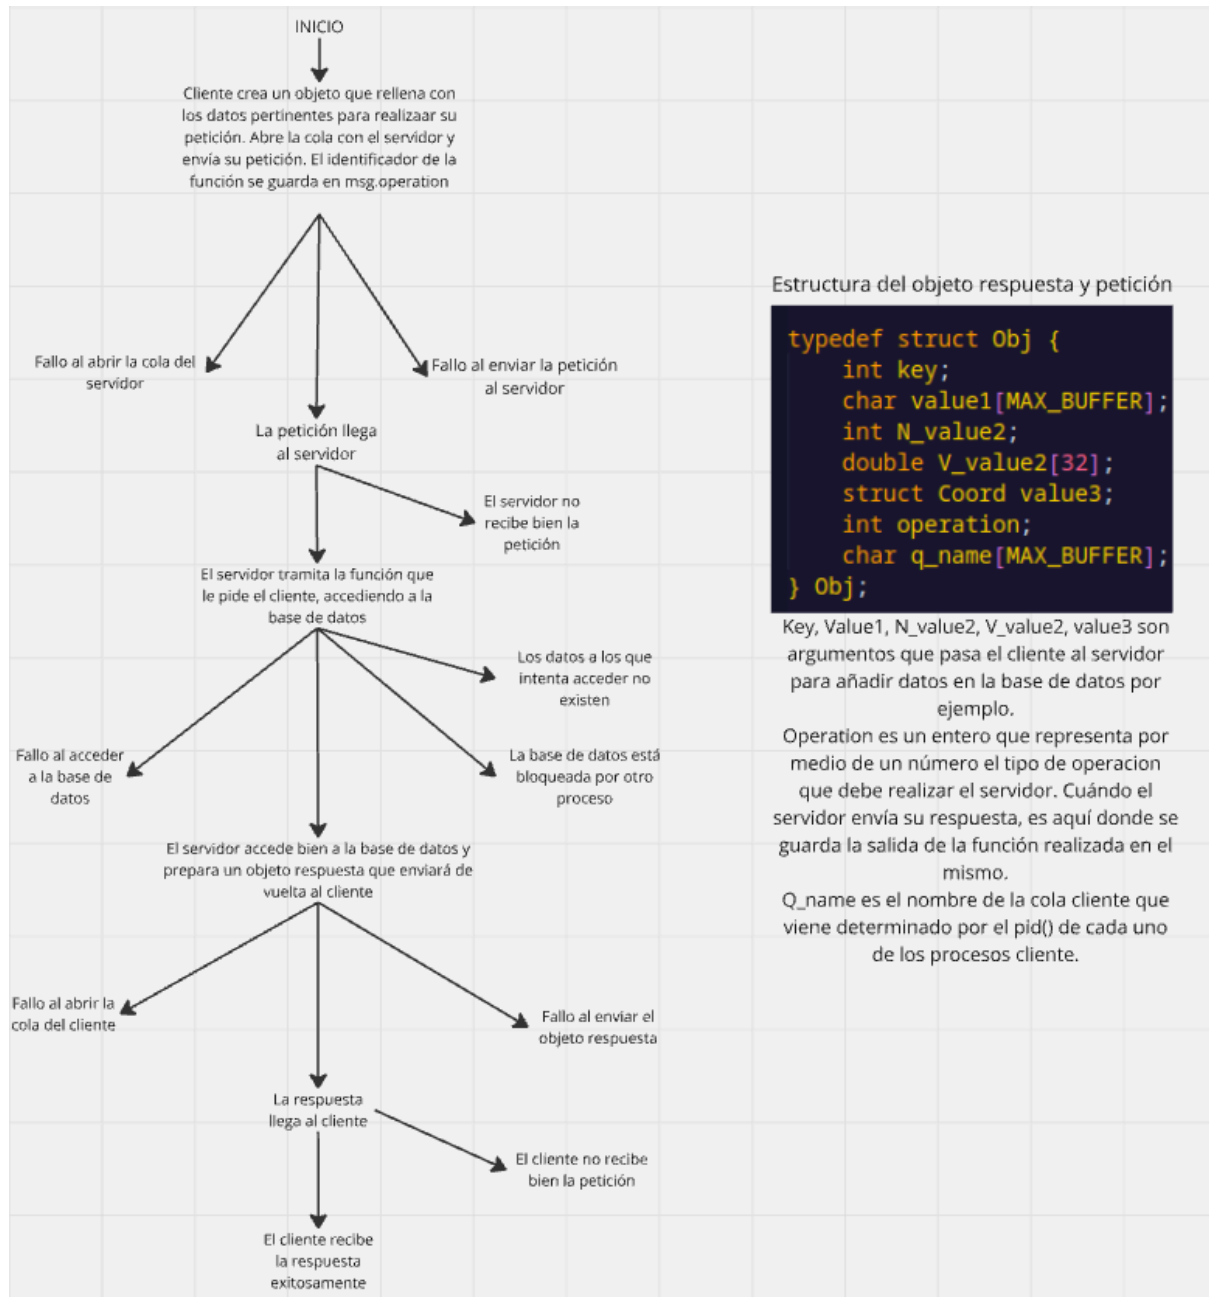 INICIO
Cliente crea un objeto que rellena con
los datos pertinentes para realizaar su
petición. Abre la cola con el servidor y
envía su petición. El identificador de la
función se guarda en msg.operation
Fallo al abrir la cola del
servidor
Fallo al enviar la petición
al servidor
La petición llega
al servidor
El servidor no
recibe bien la
petición
El servidor tramita la función que
le pide el cliente, accediendo a la
base de datos
Los datos a los que
intenta acceder no
existen
Fallo al acceder
a la base de
datos
La base de datos está
bloqueada por otro
proceso
El servidor accede bien a la base de datos y
prepara un objeto respuesta que enviará de
vuelta al cliente
Fallo al abrir la
cola del cliente
Fallo al enviar el
objeto respuesta
La respuesta
llega al cliente
El cliente no recibe
bien la petición
El cliente recibe
la respuesta
exitosamente
Estructura del objeto respuesta y petición
typedef struct Obj {
    int key;
    char value1[MAX_BUFFER];
    int N_value2;
    double V_value2[32];
    struct Coord value3;
    int operation;
    char q_name[MAX_BUFFER];
} Obj;
Key, Value1, N_value2, V_value2, value3 son
argumentos que pasa el cliente al servidor
para añadir datos en la base de datos por
ejemplo.
Operation es un entero que representa por
medio de un número el tipo de operacion
que debe realizar el servidor. Cuándo el
servidor envía su respuesta, es aquí donde se
guarda la salida de la función realizada en el
mismo.
Q_name es el nombre de la cola cliente que
viene determinado por el pid() de cada uno
de los procesos cliente.